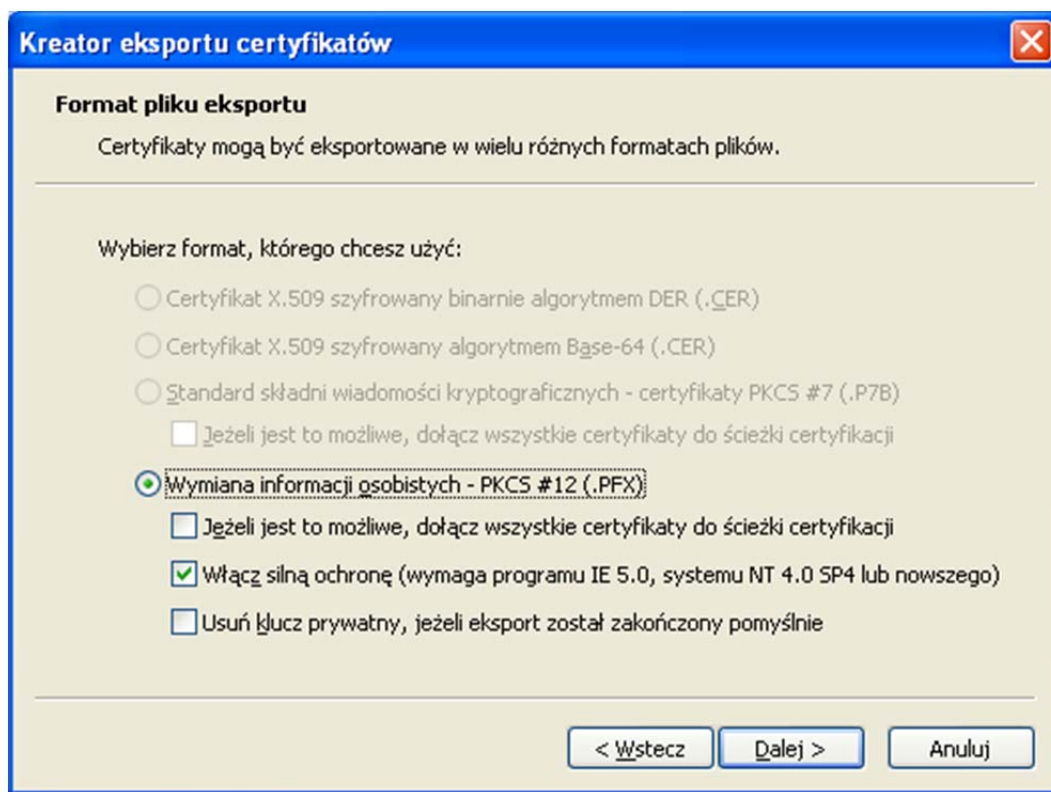 Kreator eksportu certyfikatów
Format pliku eksportu
Certyfikaty mogą być eksportowane w wielu różnych formatach plików.
Wybierz format, którego chcesz użyć:
Certyfikat X.509 szyfrowany binarnie algorytmem DER (.CER)
Certyfikat X.509 szyfrowany algorytmem Base-64 (.CER)
Standard składni wiadomości kryptograficznych - certyfikaty PKCS #7 (.P7B)
Jeżeli jest to możliwe, dołącz wszystkie certyfikaty do ścieżki certyfikacji
Wymiana informacji osobistych - PKCS #12 (.PFX)
Jeżeli jest to możliwe, dołącz wszystkie certyfikaty do ścieżki certyfikacji
Włącz silną ochronę (wymaga programu IE 5.0, systemu NT 4.0 SP4 lub nowszego)
Usuń klucz prywatny, jeżeli eksport został zakończony pomyślnie
< Wstecz Dalej > Anuluj